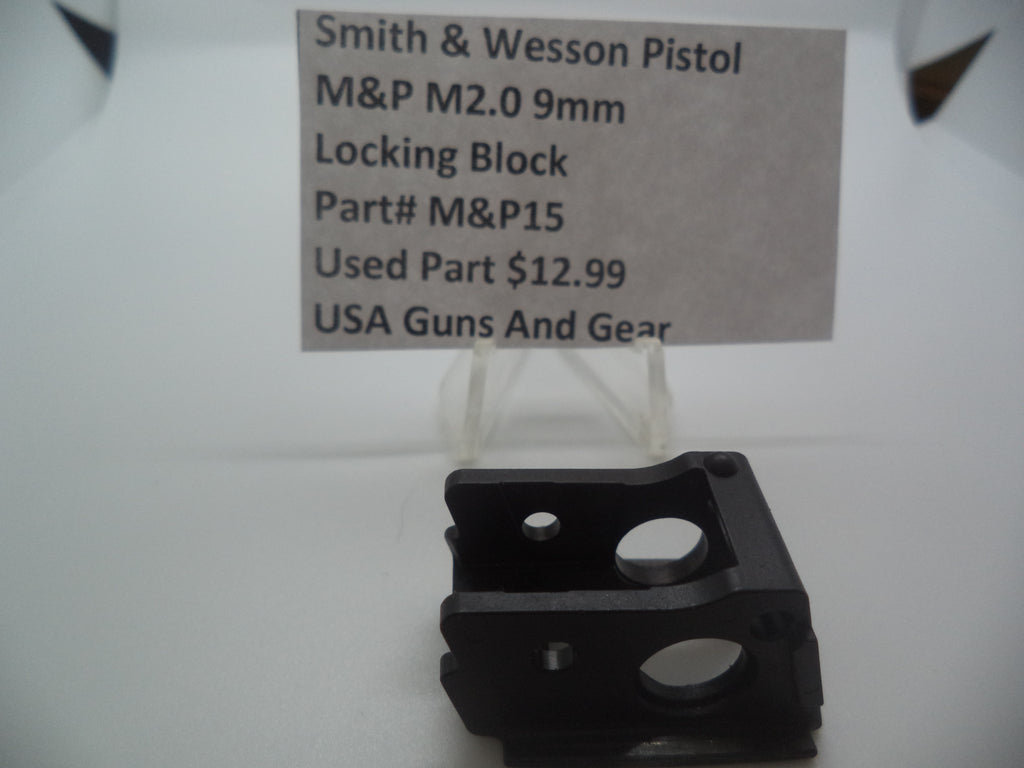 Smith & Wesson Pistol
M&P M2.0 9mm
Locking Block
Part# M&P15
Used Part $12.99
USA Guns And Gear